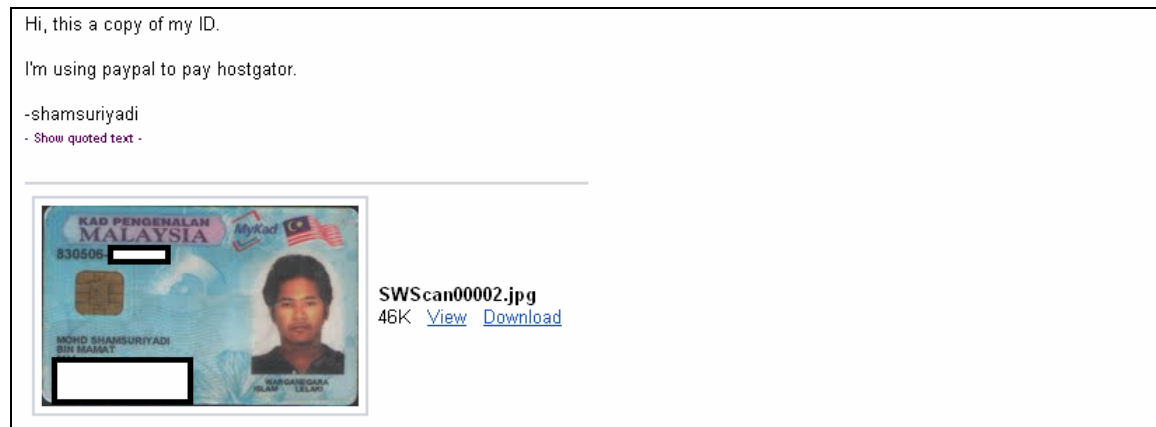 Hi, this a copy of my ID.
I'm using paypal to pay hostgator.
-shamsuriyadi
- Show quoted text -
KAD PENGENALAN
MALAYSIA
MyKad
830506-
MOHD SHAMSURIYADI
BIN MAMAT
WARGANEGARA
ISLAM LELAKI
SWScan00002.jpg
46K View Download